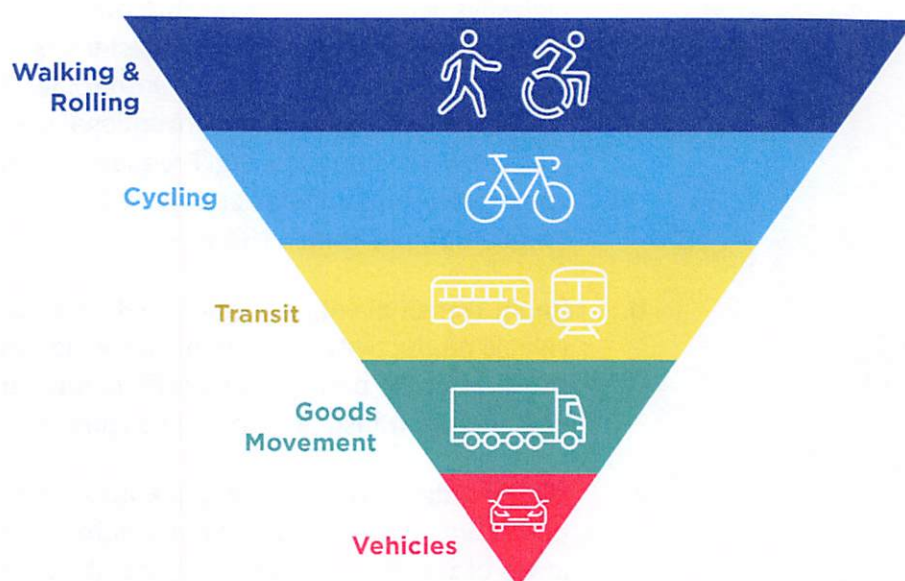 Walking &
Rolling
Cycling
Transit
Goods
Movement
Vehicles